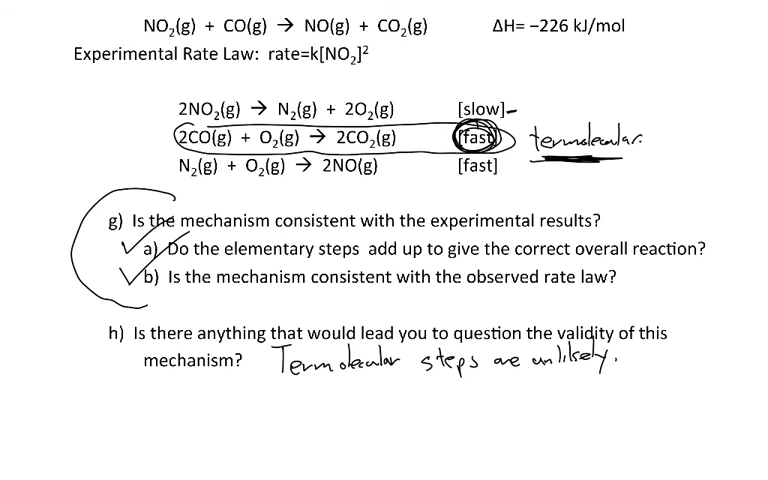 NO₂(g) + CO(g) → NO(g) + CO₂(g) ΔH= −226 kJ/mol
Experimental Rate Law: rate=k[NO₂]²
2NO₂(g) → N₂(g) + 2O₂(g) [slow]
2CO(g) + O₂(g) → 2CO₂(g) [fast] termolecular.
N₂(g) + O₂(g) → 2NO(g) [fast]
g) Is the mechanism consistent with the experimental results?
a) Do the elementary steps add up to give the correct overall reaction?
b) Is the mechanism consistent with the observed rate law?
h) Is there anything that would lead you to question the validity of this
mechanism? Termolecular steps are unlikely.